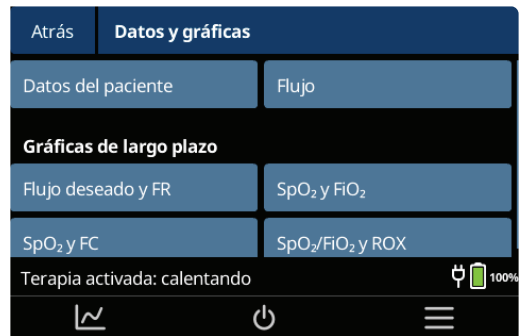 Atrás Datos y gráficas
Datos del paciente Flujo
Gráficas de largo plazo
Flujo deseado y FR SpO₂ y FiO₂
SpO₂ y FC SpO₂/FiO₂ y ROX
Terapia activada: calentando 100%